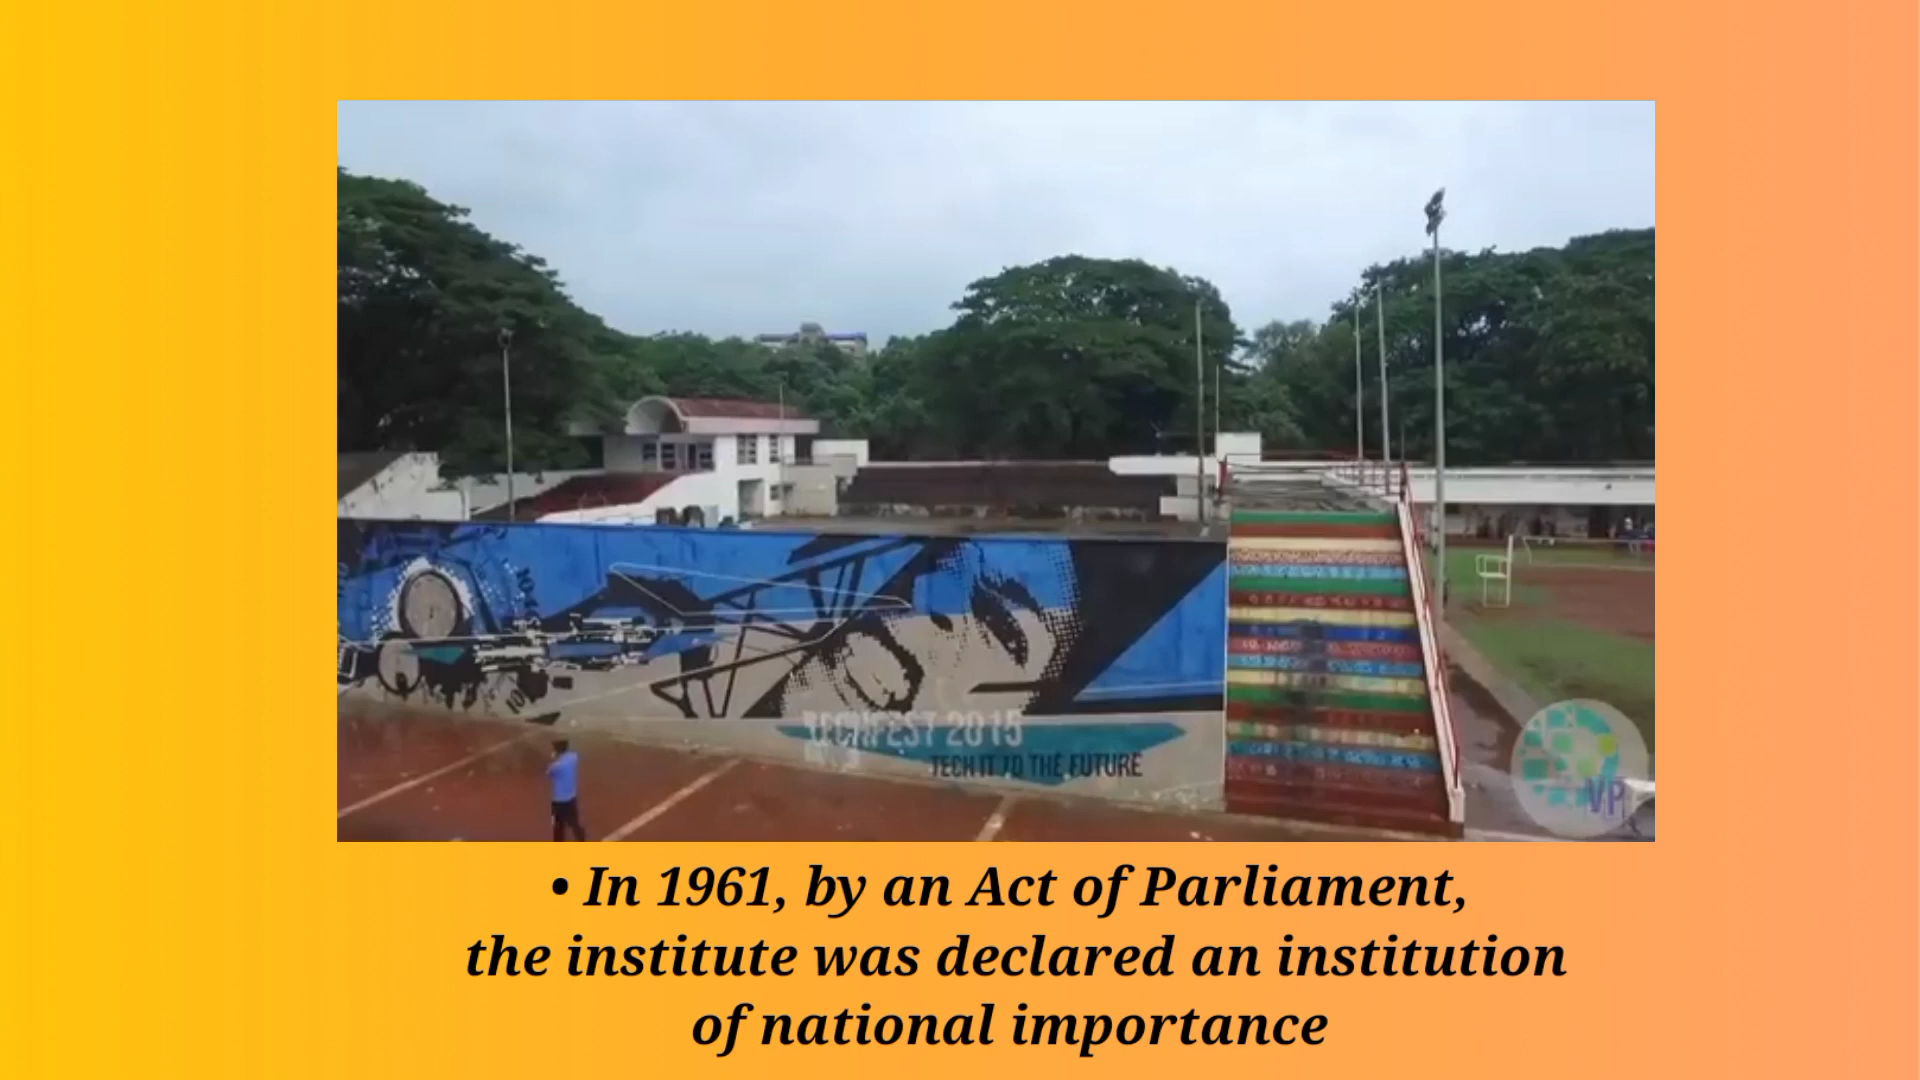 TECHFEST 2015
TECH IT TO THE FUTURE
VP
• In 1961, by an Act of Parliament,
the institute was declared an institution
of national importance